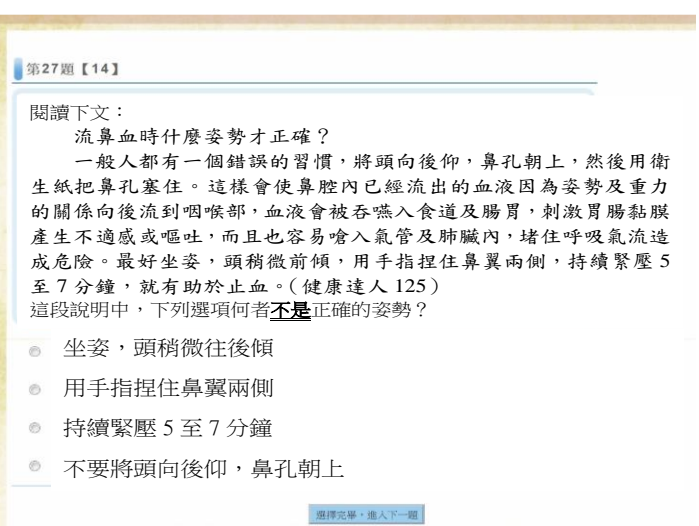 第27題【14】
閱讀下文：
流鼻血時什麼姿勢才正確？
一般人都有一個錯誤的習慣，將頭向後仰，鼻孔朝上，然後用衛
生紙把鼻孔塞住。這樣會使鼻腔內已經流出的血液因為姿勢及重力
的關係向後流到咽喉部，血液會被吞嚥入食道及腸胃，刺激胃腸黏膜
產生不適感或嘔吐，而且也容易嗆入氣管及肺臟內，堵住呼吸氣流造
成危險。最好坐姿，頭稍微前傾，用手指捏住鼻翼兩側，持續緊壓 5
至 7 分鐘，就有助於止血。（健康達人 125）
這段說明中，下列選項何者不是正確的姿勢？
坐姿，頭稍微往後傾
用手指捏住鼻翼兩側
持續緊壓 5 至 7 分鐘
不要將頭向後仰，鼻孔朝上
選擇完畢，進入下一題